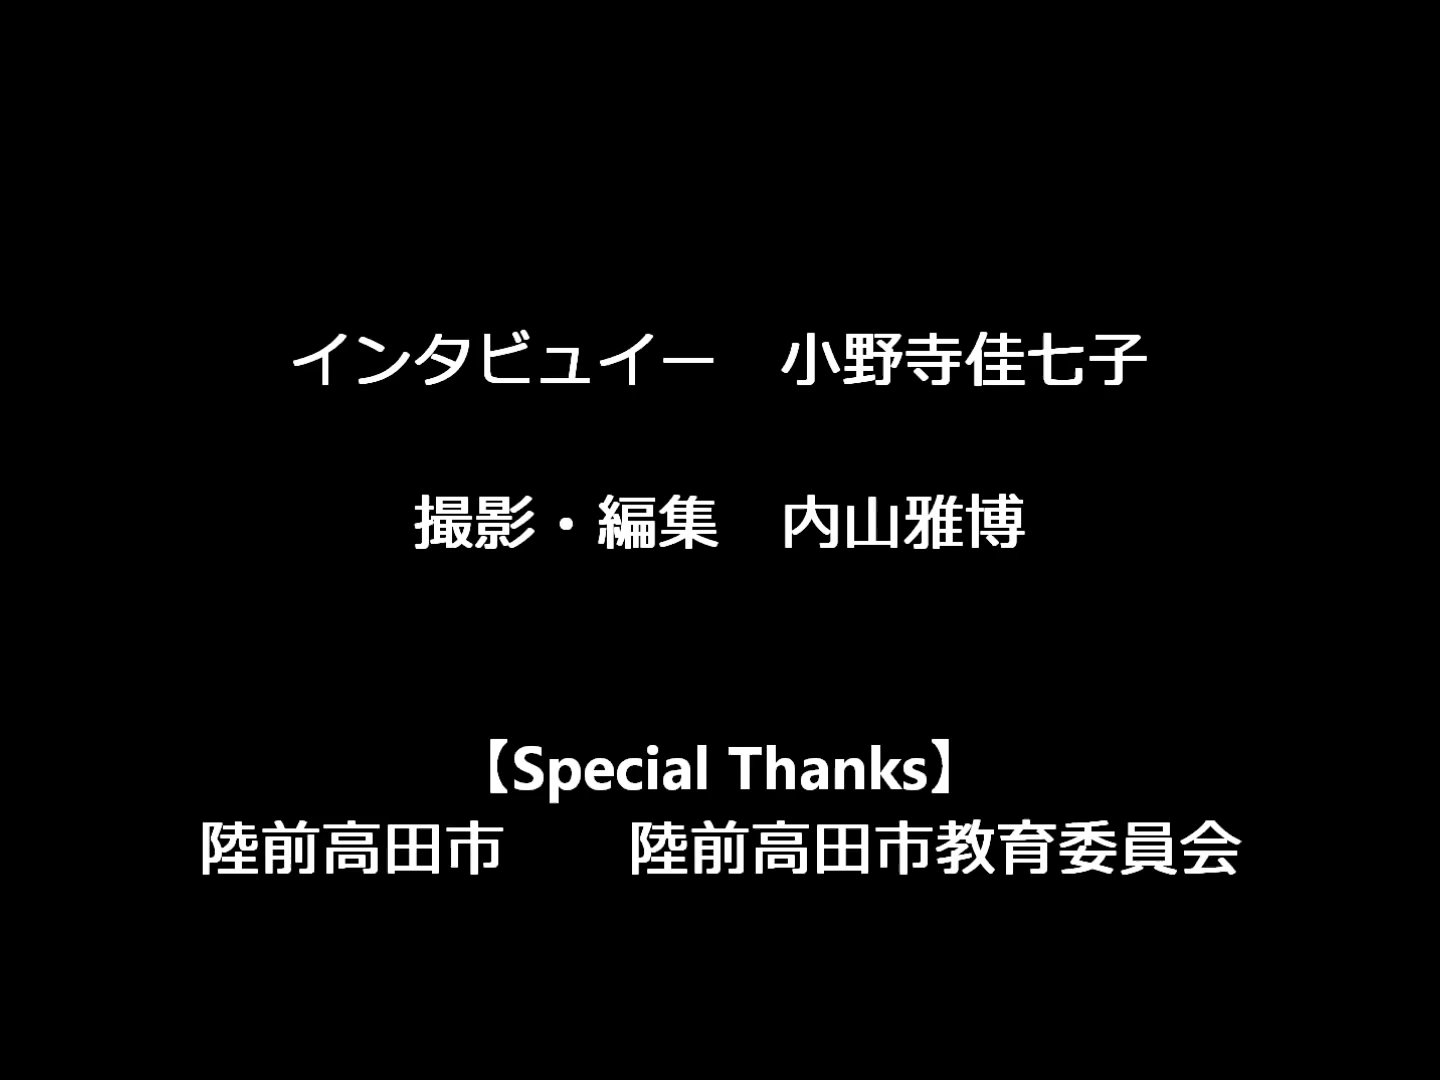 インタビュイー　小野寺佳七子
撮影・編集　内山雅博
【Special Thanks】
陸前高田市　　陸前高田市教育委員会